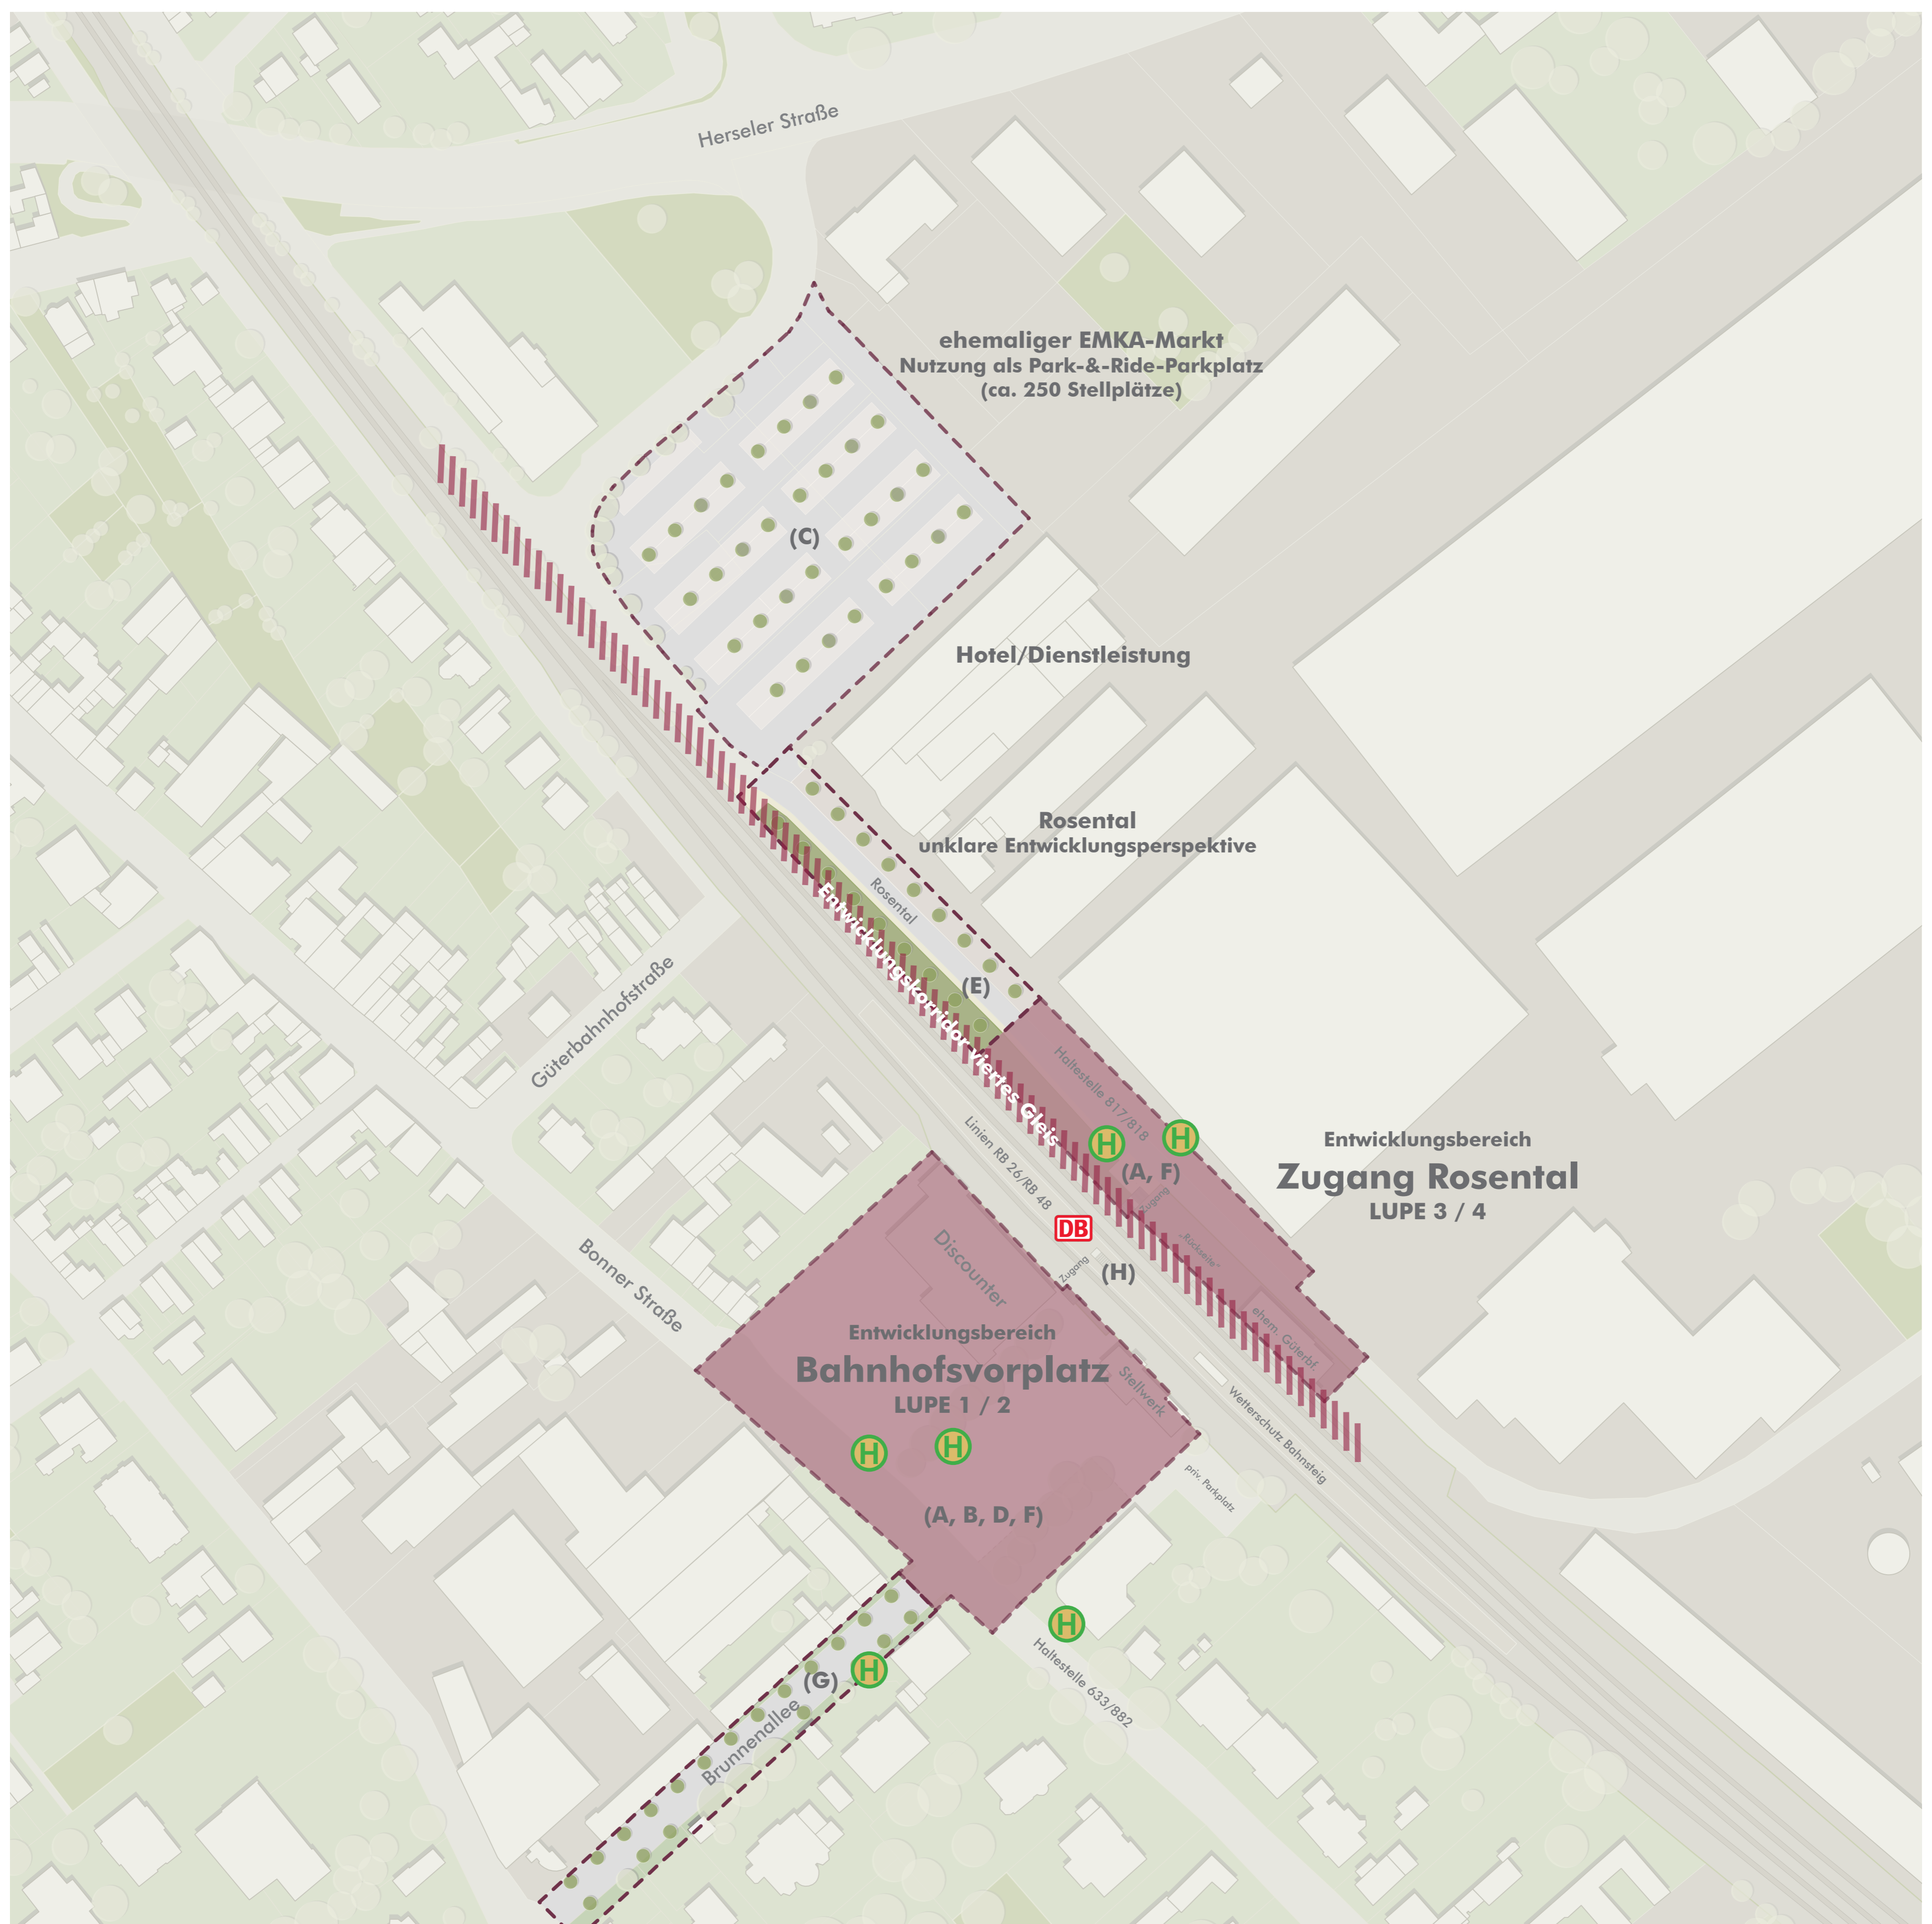 Herseler Straße
ehemaliger EMKA-Markt
Nutzung als Park-&-Ride-Parkplatz
(ca. 250 Stellplätze)
(C)
Hotel/Dienstleistung
Rosental
unklare Entwicklungsperspektive
Rosental
(E)
Entwicklungskorridor viertes Gleis
Güterbahnhofstraße
Haltestelle 817/818
H
H
(A, F)
Zugang
Entwicklungsbereich
Zugang Rosental
LUPE 3 / 4
Linien RB 26/RB 48
DB
Zugang
(H)
„Rückseite"
ehem. Güterbf.
Bonner Straße
Discounter
Entwicklungsbereich
Bahnhofsvorplatz
LUPE 1 / 2
Stellwerk
Wetterschutz Bahnsteig
H
H
priv. Parkplatz
(A, B, D, F)
H
Haltestelle 633/882
H
(G)
Brunnenallee